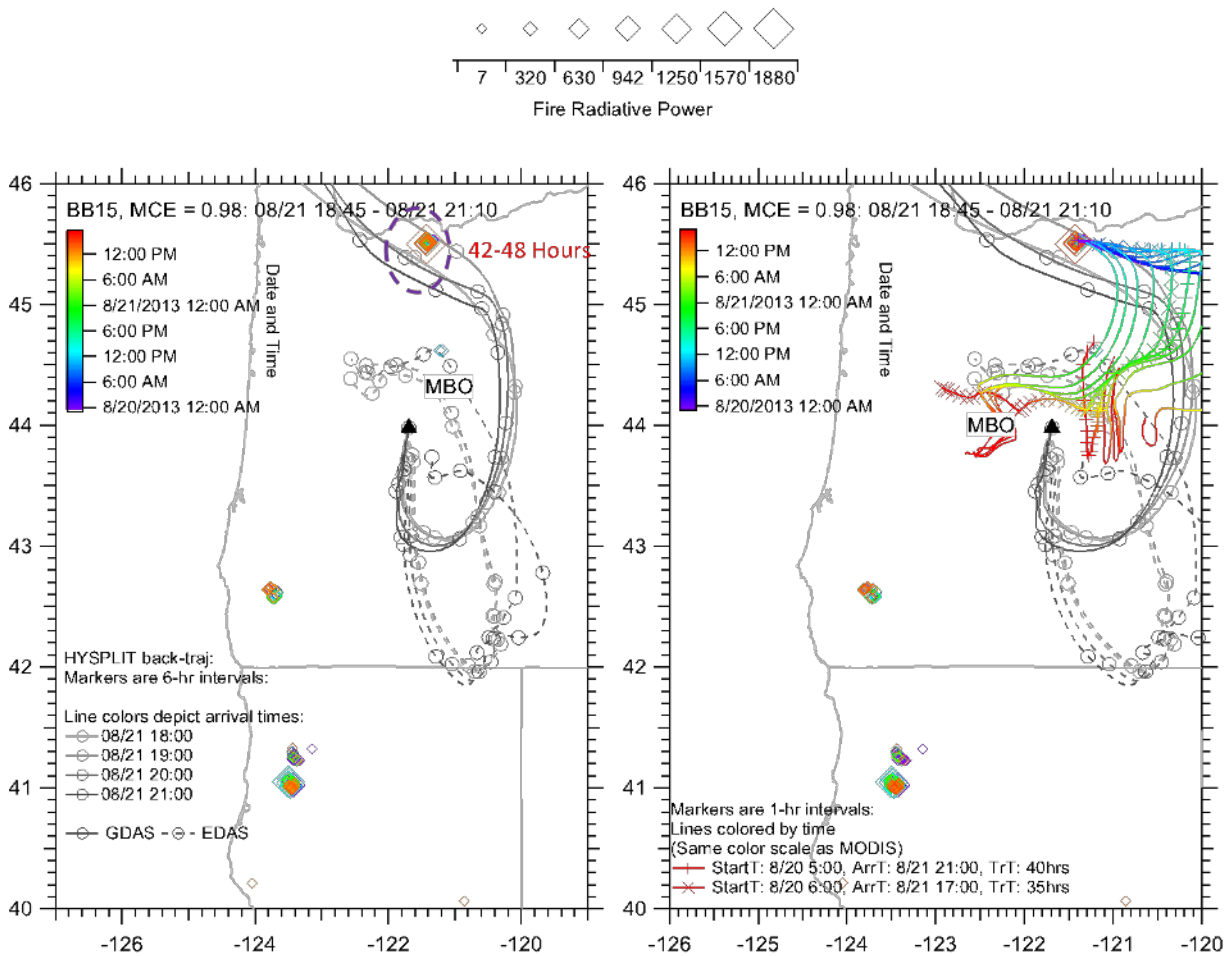 7 320 630 942 1250 1570 1880
Fire Radiative Power
46
BB15, MCE = 0.98: 08/21 18:45 - 08/21 21:10
12:00 PM
6:00 AM
8/21/2013 12:00 AM
6:00 PM
12:00 PM
6:00 AM
8/20/2013 12:00 AM
Date and Time
42-48 Hours
MBO
45
44
43
42
41
40
HYSPLIT back-traj:
Markers are 6-hr intervals:
Line colors depict arrival times:
08/21 18:00
08/21 19:00
08/21 20:00
08/21 21:00
GDAS
EDAS
-126 -124 -122 -120
46
BB15, MCE = 0.98: 08/21 18:45 - 08/21 21:10
12:00 PM
6:00 AM
8/21/2013 12:00 AM
6:00 PM
12:00 PM
6:00 AM
8/20/2013 12:00 AM
Date and Time
MBO
45
44
43
42
41
40
Markers are 1-hr intervals:
Lines colored by time
(Same color scale as MODIS)
StartT: 8/20 5:00, ArrT: 8/21 21:00, TrT: 40hrs
StartT: 8/20 6:00, ArrT: 8/21 17:00, TrT: 35hrs
-126 -125 -124 -123 -122 -121 -120